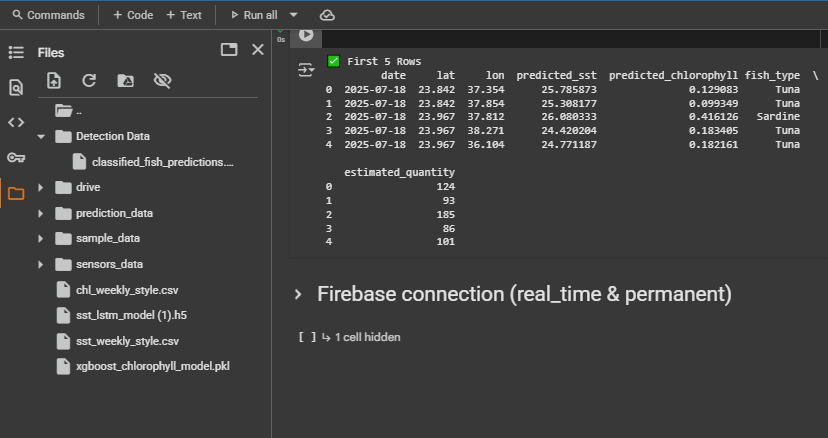 Commands + Code + Text Run all
Files
..
Detection Data
classified_fish_predictions....
drive
prediction_data
sample_data
sensors_data
chl_weekly_style.csv
sst_lstm_model (1).h5
sst_weekly_style.csv
xgboost_chlorophyll_model.pkl
0s
✅ First 5 Rows
date lat lon predicted_sst predicted_chlorophyll fish_type \
0 2025-07-18 23.842 37.354 25.785873 0.129083 Tuna
1 2025-07-18 23.842 37.854 25.308177 0.099349 Tuna
2 2025-07-18 23.967 37.812 26.080333 0.416126 Sardine
3 2025-07-18 23.967 38.271 24.420204 0.183405 Tuna
4 2025-07-18 23.967 36.104 24.771187 0.182161 Tuna
estimated_quantity
0 124
1 93
2 185
3 86
4 101
Firebase connection (real_time & permanent)
[ ] ↳ 1 cell hidden